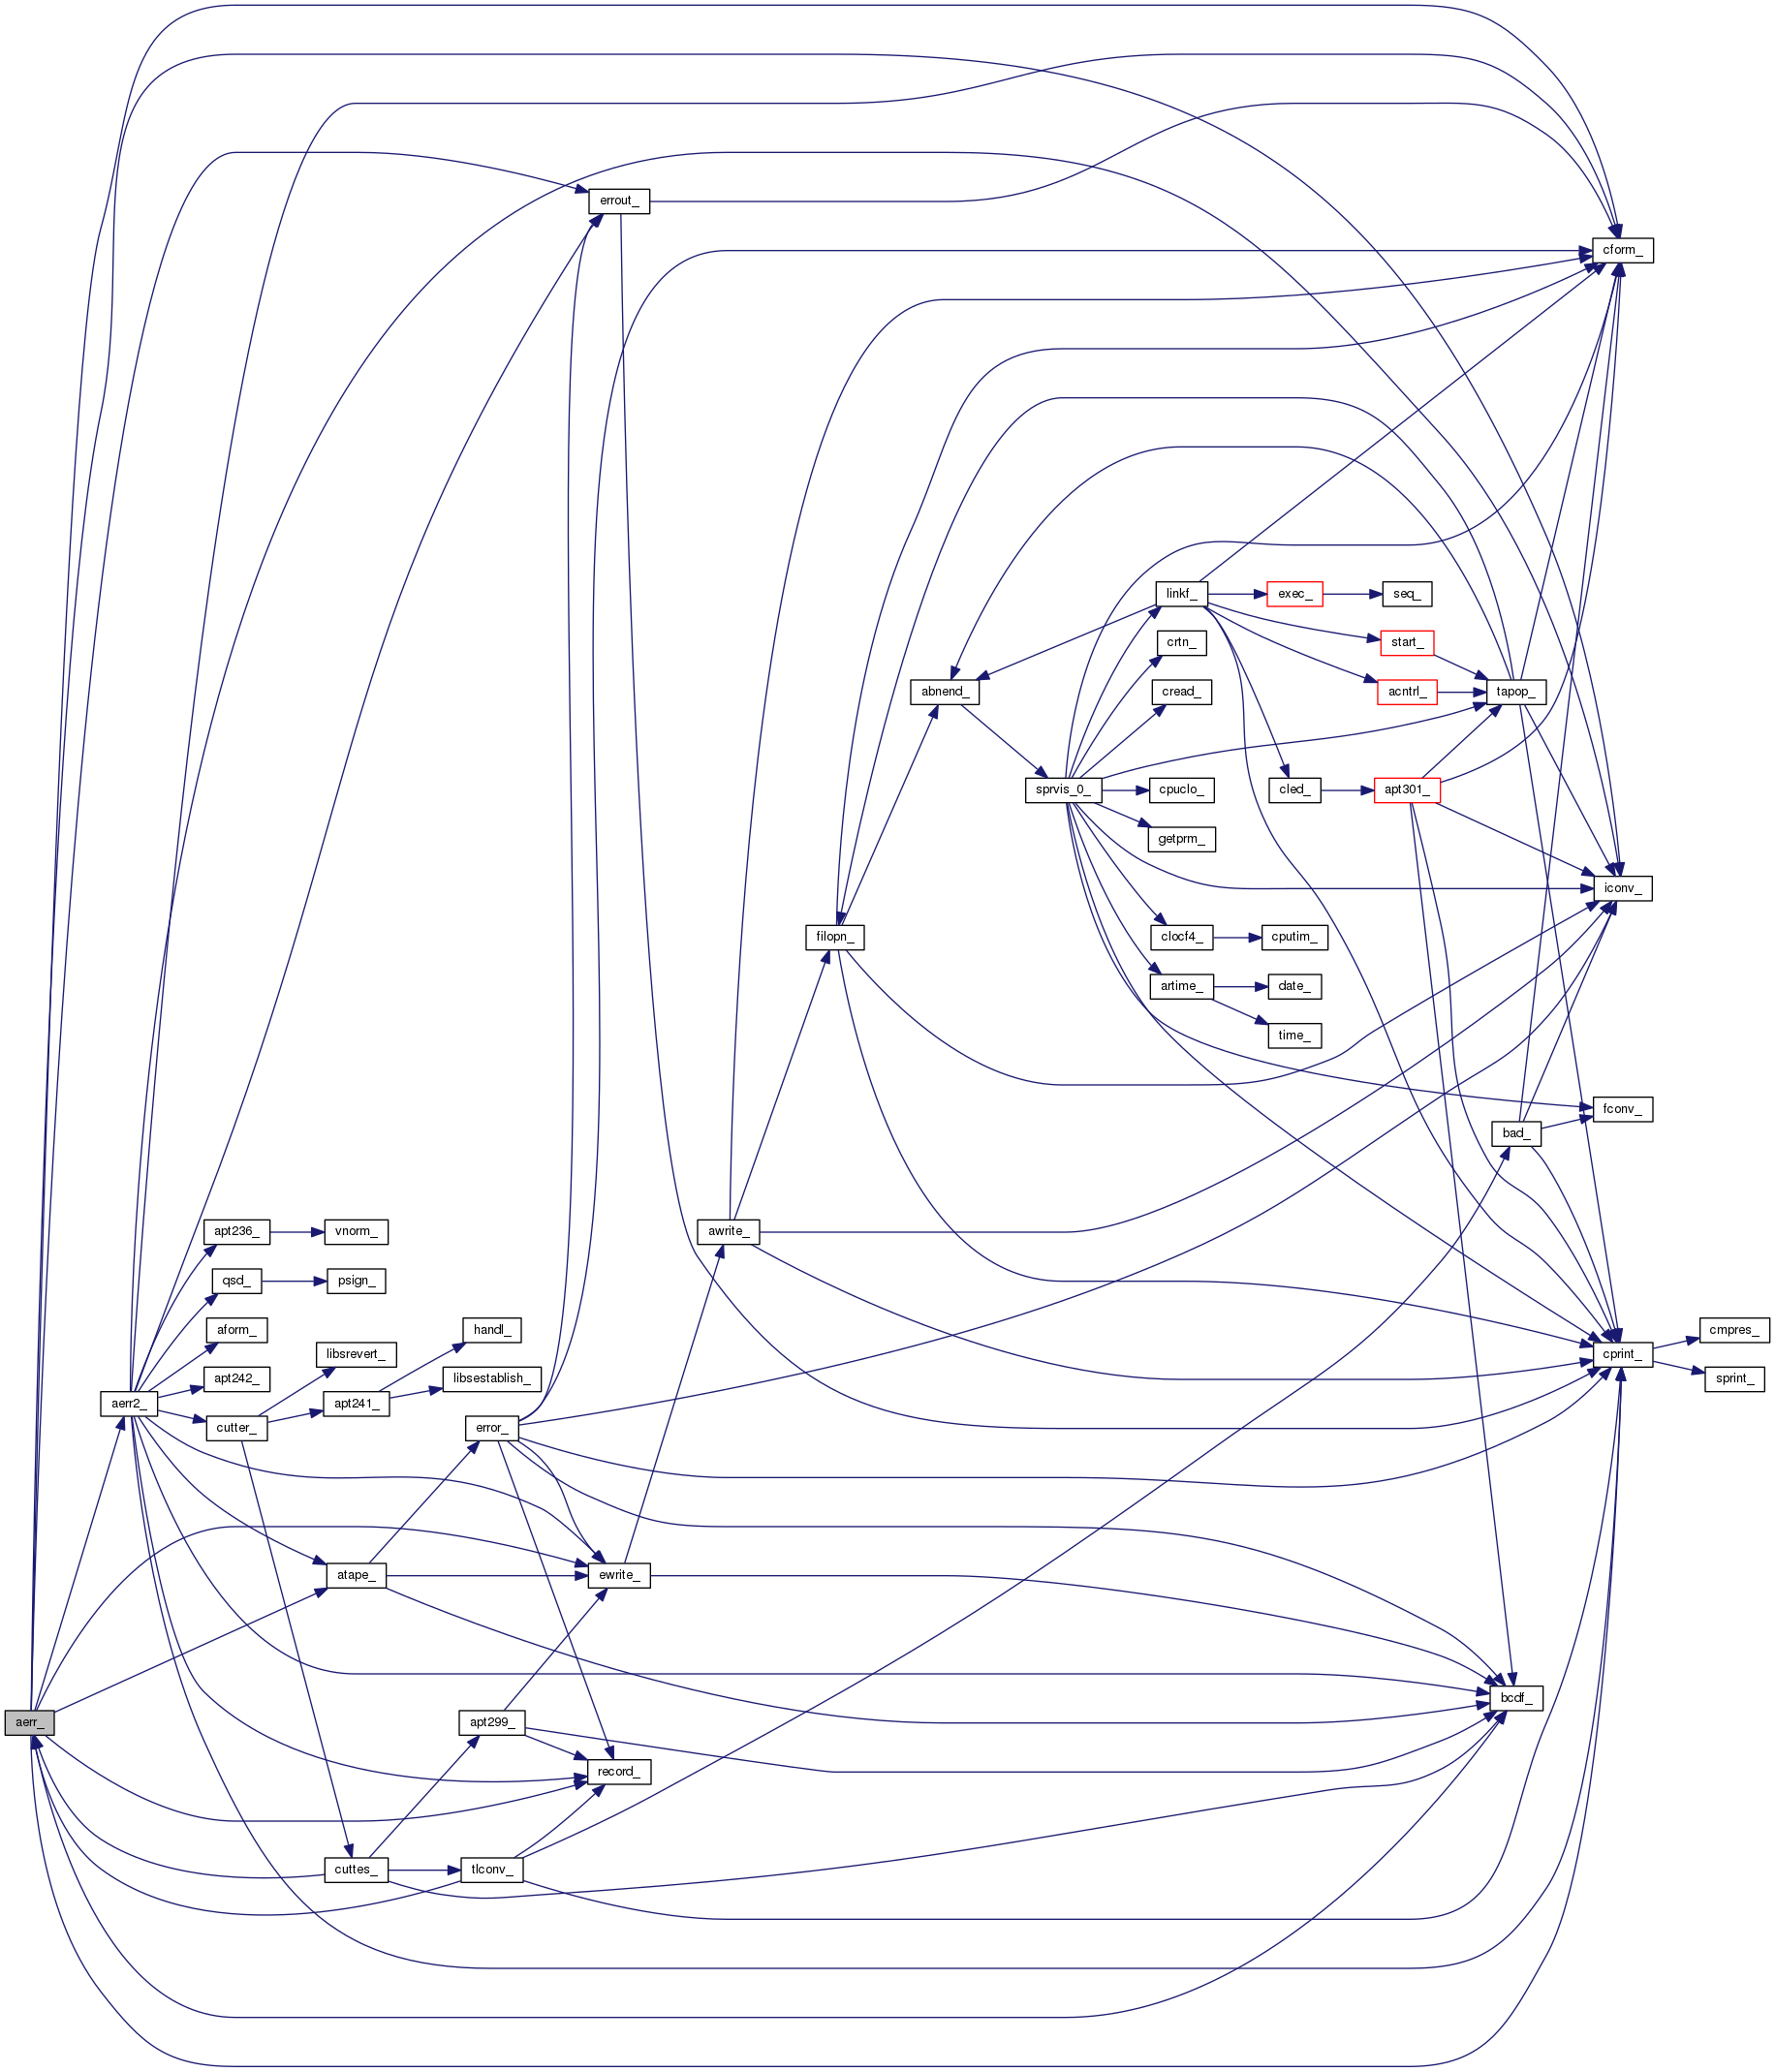 errout_
cform_
linkf_
exec_
seq_
crtn_
start_
abnend_
cread_
acntrl_
tapop_
sprvis_0_
cpuclo_
cled_
apt301_
getprm_
iconv_
filopn_
clocf4_
cputim_
artime_
date_
time_
fconv_
bad_
apt236_
vnorm_
awrite_
qsd_
psign_
aform_
handl_
cmpres_
libsrevert_
cprint_
apt242_
libsestablish_
sprint_
aerr2_
apt241_
cutter_
error_
atape_
ewrite_
bcdf_
aerr_
apt299_
record_
cuttes_
tlconv_